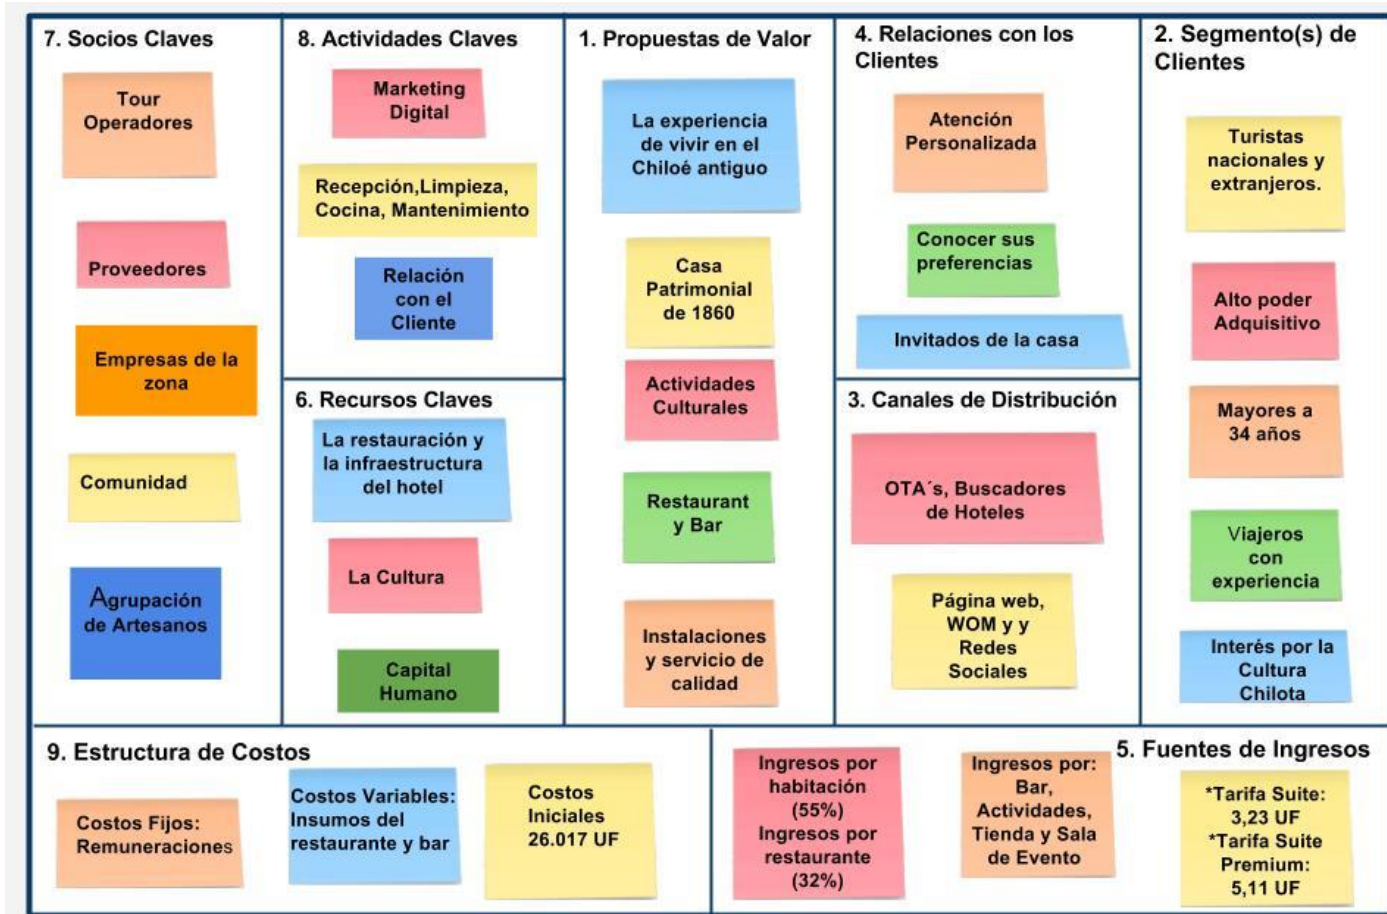 7. Socios Claves
Tour
Operadores
Proveedores
Empresas de la
zona
Comunidad
Agrupación
de Artesanos
8. Actividades Claves
Marketing
Digital
Recepción,Limpieza,
Cocina, Mantenimiento
Relación
con el
Cliente
6. Recursos Claves
La restauración y
la infraestructura
del hotel
La Cultura
Capital
Humano
1. Propuestas de Valor
La experiencia
de vivir en el
Chiloé antiguo
Casa
Patrimonial
de 1860
Actividades
Culturales
Restaurant
y Bar
Instalaciones
y servicio de
calidad
4. Relaciones con los
Clientes
Atención
Personalizada
Conocer sus
preferencias
Invitados de la casa
3. Canales de Distribución
OTA´s, Buscadores
de Hoteles
Página web,
WOM y y
Redes
Sociales
2. Segmento(s) de
Clientes
Turistas
nacionales y
extranjeros.
Alto poder
Adquisitivo
Mayores a
34 años
Viajeros
con
experiencia
Interés por la
Cultura
Chilota
9. Estructura de Costos
Costos Fijos:
Remuneraciones
Costos Variables:
Insumos del
restaurante y bar
Costos
Iniciales
26.017 UF
5. Fuentes de Ingresos
Ingresos por
habitación
(55%)
Ingresos por
restaurante
(32%)
Ingresos por:
Bar,
Actividades,
Tienda y Sala
de Evento
*Tarifa Suite:
3,23 UF
*Tarifa Suite
Premium:
5,11 UF